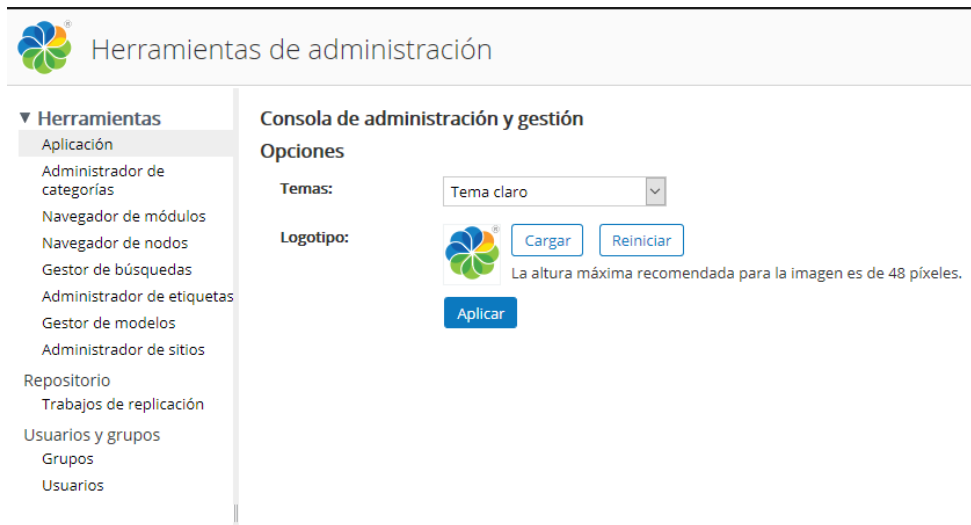 Herramientas de administración
▼ Herramientas
Aplicación
Administrador de
categorías
Navegador de módulos
Navegador de nodos
Gestor de búsquedas
Administrador de etiquetas
Gestor de modelos
Administrador de sitios
Repositorio
Trabajos de replicación
Usuarios y grupos
Grupos
Usuarios
Consola de administración y gestión
Opciones
Temas:
Tema claro
Logotipo:
Cargar
Reiniciar
La altura máxima recomendada para la imagen es de 48 píxeles.
Aplicar